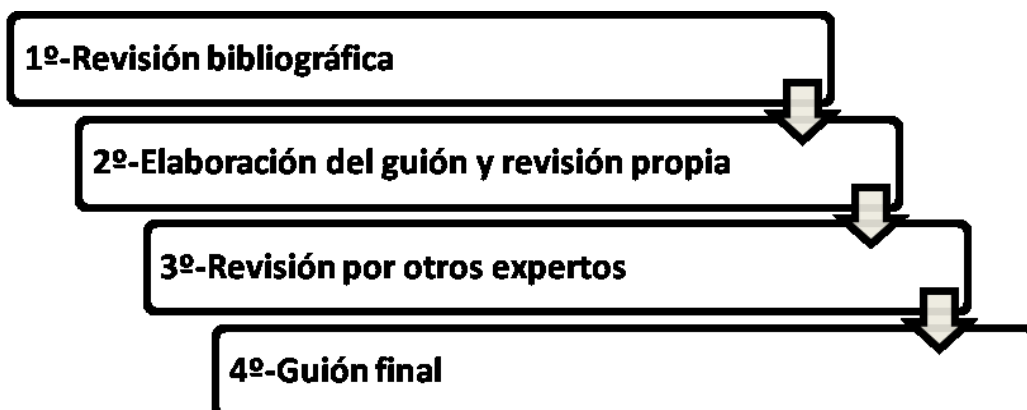 1º-Revisión bibliográfica
2º-Elaboración del guión y revisión propia
3º-Revisión por otros expertos
4º-Guión final